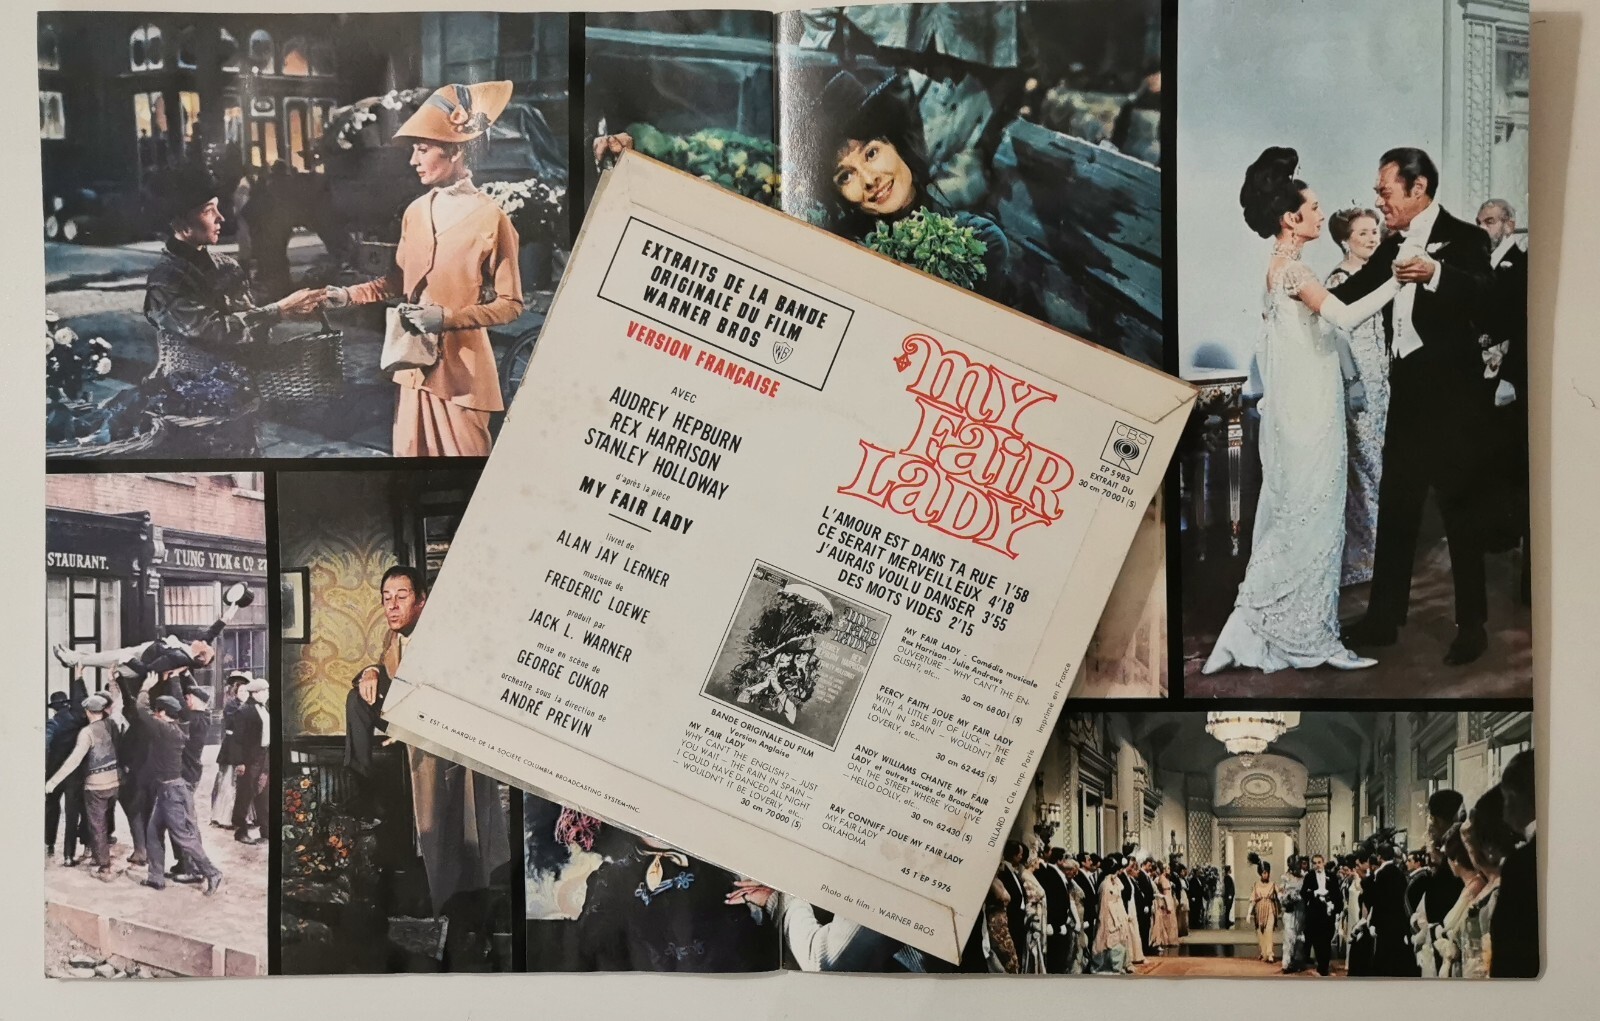 STAURANT.
7 TUNG YICK & CO. 27
EXTRAITS DE LA BANDE
ORIGINALE DU FILM
WARNER BROS WB
VERSION FRANÇAISE
AVEC
AUDREY HEPBURN
REX HARRISON
STANLEY HOLLOWAY
d'après la pièce
MY FAIR LADY
livret de
ALAN JAY LERNER
musique de
FREDERIC LOEWE
produit par
JACK L. WARNER
mise en scène de
GEORGE CUKOR
orchestre sous la direction de
ANDRÉ PREVIN
EST LA MARQUE DE LA SOCIÉTÉ COLUMBIA BROADCASTING SYSTEM-INC.
MY
FAIR
LADY
CBS
EP 5983
EXTRAIT DU
30 cm 70001 (S)
L'AMOUR EST DANS TA RUE 1'58
CE SERAIT MERVEILLEUX 4'18
J'AURAIS VOULU DANSER 3'55
DES MOTS VIDES 2'15
MY
FAIR
LADY
BANDE ORIGINALE DU FILM
Version Anglaise
MY FAIR LADY
WHY CAN'T THE ENGLISH? - JUST
YOU WAIT - THE RAIN IN SPAIN -
I COULD HAVE DANCED ALL NIGHT
- WOULDN'T IT BE LOVERLY, etc...
30 cm 70000 (S)
MY FAIR LADY - Comédie musicale
Rex Harrison - Julie Andrews
OUVERTURE - WHY CAN'T THE EN-
GLISH?, etc...
30 cm 68001 (S)
PERCY FAITH JOUE MY FAIR LADY
WITH A LITTLE BIT OF LUCK - THE
RAIN IN SPAIN - WOULDN'T BE
LOVERLY, etc..
30 cm 62445 (S)
ANDY WILLIAMS CHANTE MY FAIR
LADY et autres succès de Broadway
ON THE STREET WHERE YOU LIVE
- HELLO DOLLY, etc...
30 cm 62430 (S)
RAY CONNIFF JOUE MY FAIR LADY
MY FAIR LADY
OKLAHOMA
45 T EP 5976
Photo du film : WARNER BROS
DILLARD et Cie. Imp. Paris Imprimé en France